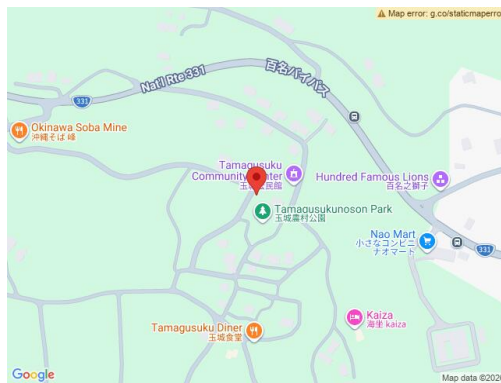 Map error: g.co/staticmaperro
Nat'l Rte 331
百名バイパス
331
Okinawa Soba Mine
沖縄そば 峰
Tamagusuku
Community Center
Hundred Famous Lions
百名之獅子
Tamagusukunoson Park
玉城農村公園
331
Nao Mart
小さなコンビニ
ナオマート
Kaiza
海坐 kaiza
Tamagusuku Diner
玉城食堂
Google
Map data ©202